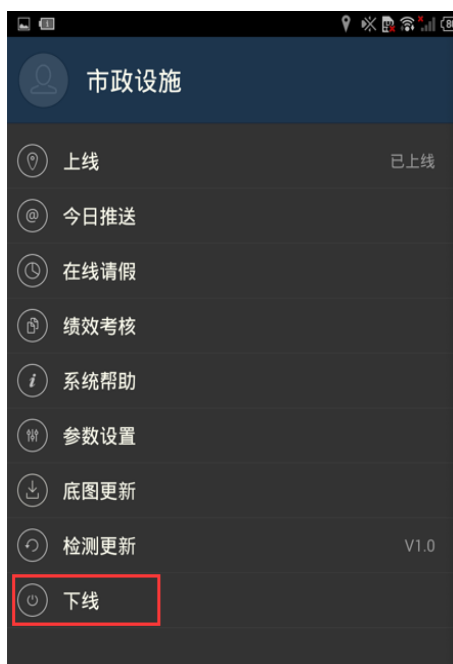 市政设施
上线 已上线
今日推送
在线请假
绩效考核
系统帮助
参数设置
底图更新
检测更新 V1.0
下线